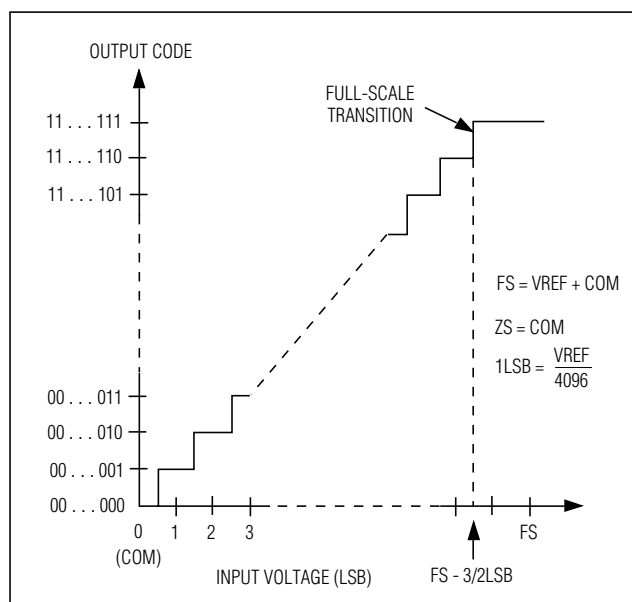 OUTPUT CODE
FULL-SCALE
TRANSITION
11 . . . 111
11 . . . 110
11 . . . 101
FS = VREF + COM
ZS = COM
1LSB = VREF
4096
00 . . . 011
00 . . . 010
00 . . . 001
00 . . . 000
0 1 2 3 FS
(COM)
INPUT VOLTAGE (LSB)
FS - 3/2LSB